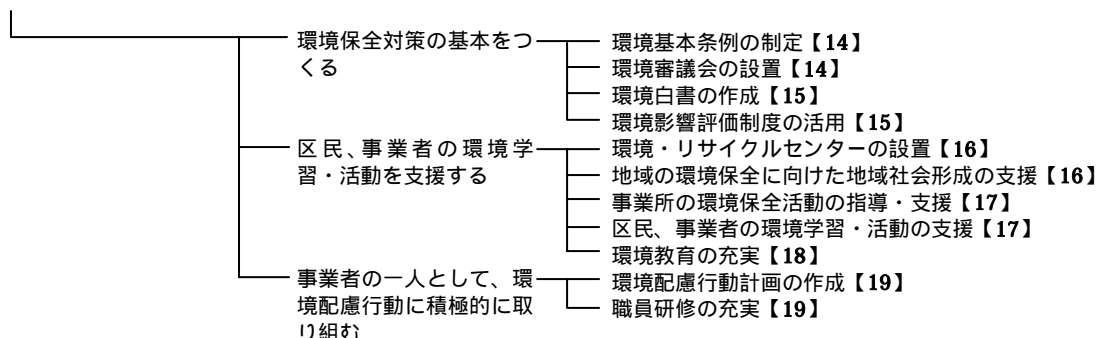 環境保全対策の基本をつ
くる
環境基本条例の制定【14】
環境審議会の設置【14】
環境白書の作成【15】
環境影響評価制度の活用【15】
区民、事業者の環境学
習・活動を支援する
環境・リサイクルセンターの設置【16】
地域の環境保全に向けた地域社会形成の支援【16】
事業所の環境保全活動の指導・支援【17】
区民、事業者の環境学習・活動の支援【17】
環境教育の充実【18】
事業者の一人として、環
境配慮行動に積極的に取
り組む
環境配慮行動計画の作成【19】
職員研修の充実【19】